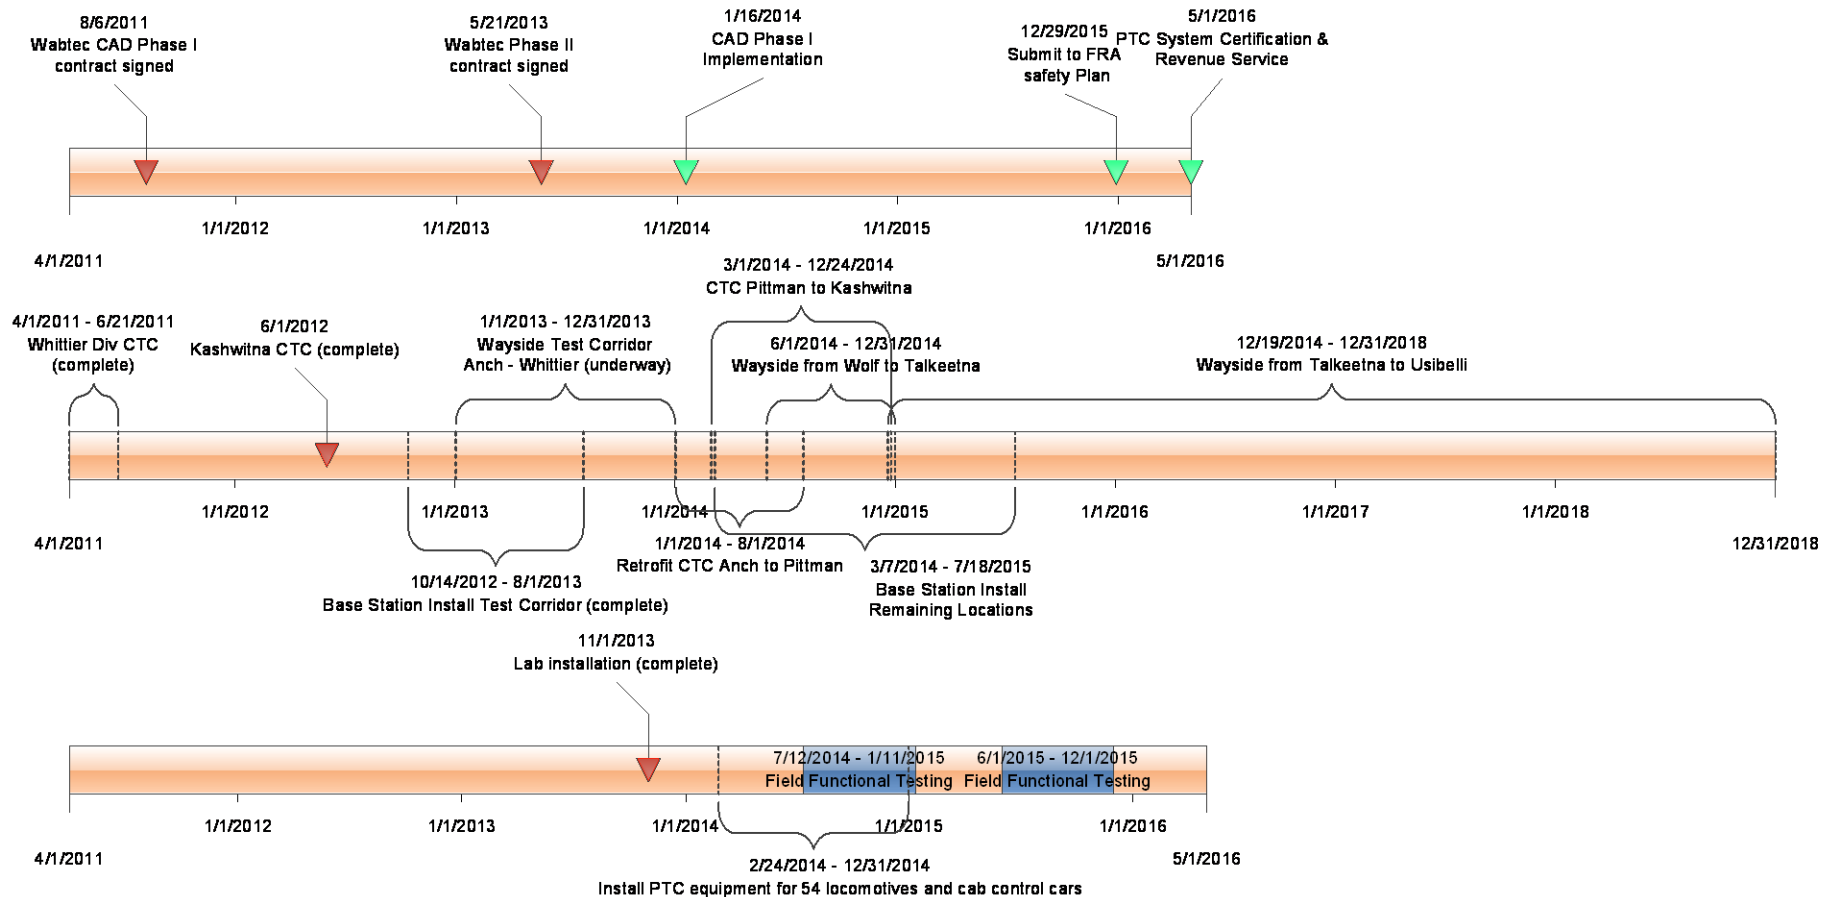 8/6/2011
Wabtec CAD Phase I
contract signed
5/21/2013
Wabtec Phase II
contract signed
1/16/2014
CAD Phase I
Implementation
12/29/2015
Submit to FRA
safety Plan
5/1/2016
PTC System Certification &
Revenue Service
1/1/2012
1/1/2013
1/1/2014
1/1/2015
1/1/2016
4/1/2011
5/1/2016
4/1/2011 - 6/21/2011
Whittier Div CTC
(complete)
6/1/2012
Kashwitna CTC (complete)
1/1/2013 - 12/31/2013
Wayside Test Corridor
Anch - Whittier (underway)
3/1/2014 - 12/24/2014
CTC Pittman to Kashwitna
6/1/2014 - 12/31/2014
Wayside from Wolf to Talkeetna
12/19/2014 - 12/31/2018
Wayside from Talkeetna to Usibelli
1/1/2012
1/1/2013
1/1/2014
1/1/2015
1/1/2016
1/1/2017
1/1/2018
4/1/2011
12/31/2018
10/14/2012 - 8/1/2013
Base Station Install Test Corridor (complete)
1/1/2014 - 8/1/2014
Retrofit CTC Anch to Pittman
3/7/2014 - 7/18/2015
Base Station Install
Remaining Locations
11/1/2013
Lab installation (complete)
7/12/2014 - 1/11/2015
Field Functional Testing
6/1/2015 - 12/1/2015
Field Functional Testing
1/1/2012
1/1/2013
1/1/2014
1/1/2015
1/1/2016
4/1/2011
5/1/2016
2/24/2014 - 12/31/2014
Install PTC equipment for 54 locomotives and cab control cars